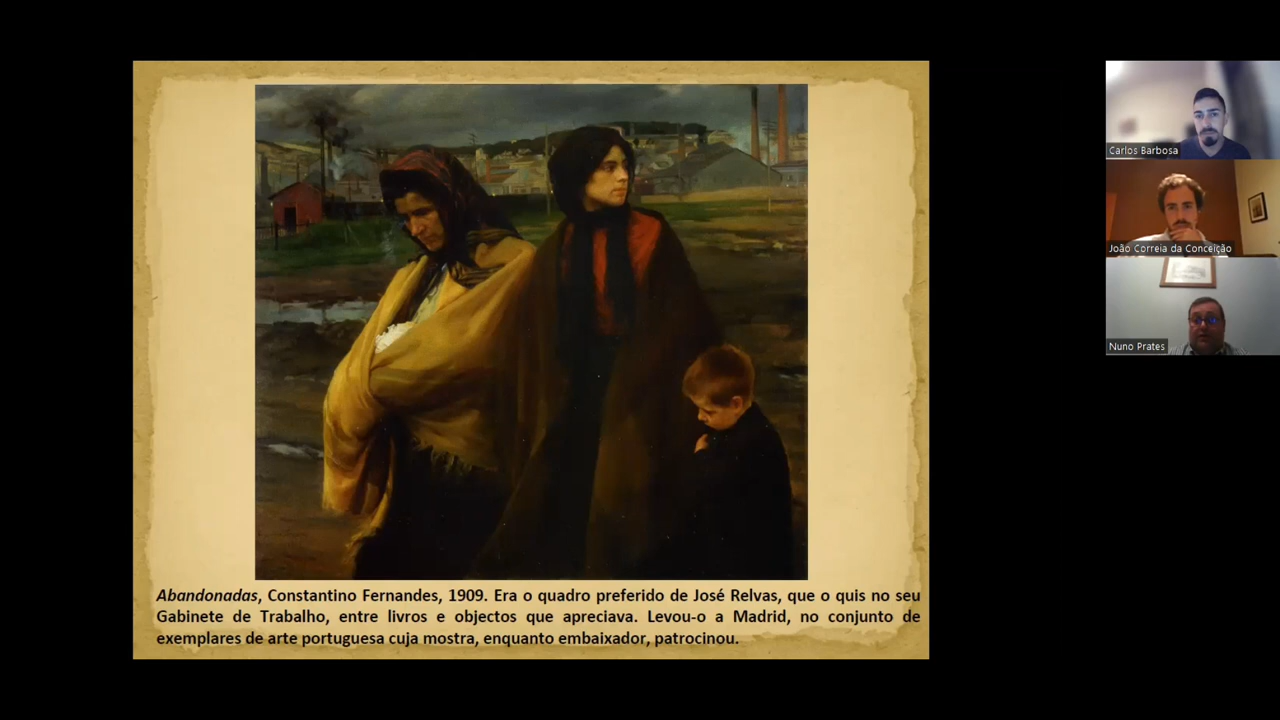 Abandonadas, Constantino Fernandes, 1909. Era o quadro preferido de José Relvas, que o quis no seu
Gabinete de Trabalho, entre livros e objectos que apreciava. Levou-o a Madrid, no conjunto de
exemplares de arte portuguesa cuja mostra, enquanto embaixador, patrocinou.
Carlos Barbosa
João Correia da Conceição
Nuno Prates